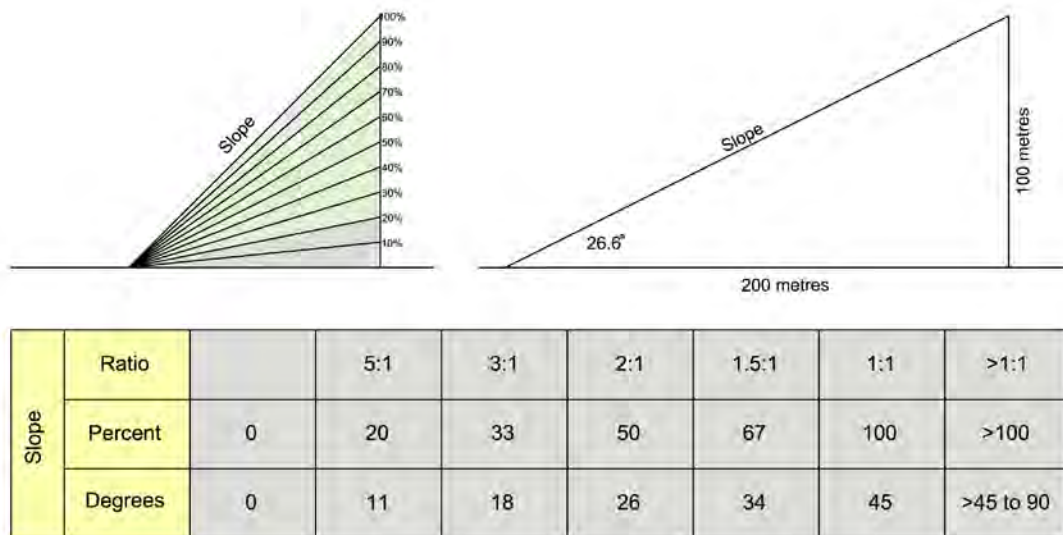 100%
90%
80%
70%
60%
50%
40%
30%
20%
10%
Slope
Slope
26.6°
100 metres
200 metres
Slope
Ratio 5:1 3:1 2:1 1.5:1 1:1 >1:1
Percent 0 20 33 50 67 100 >100
Degrees 0 11 18 26 34 45 >45 to 90